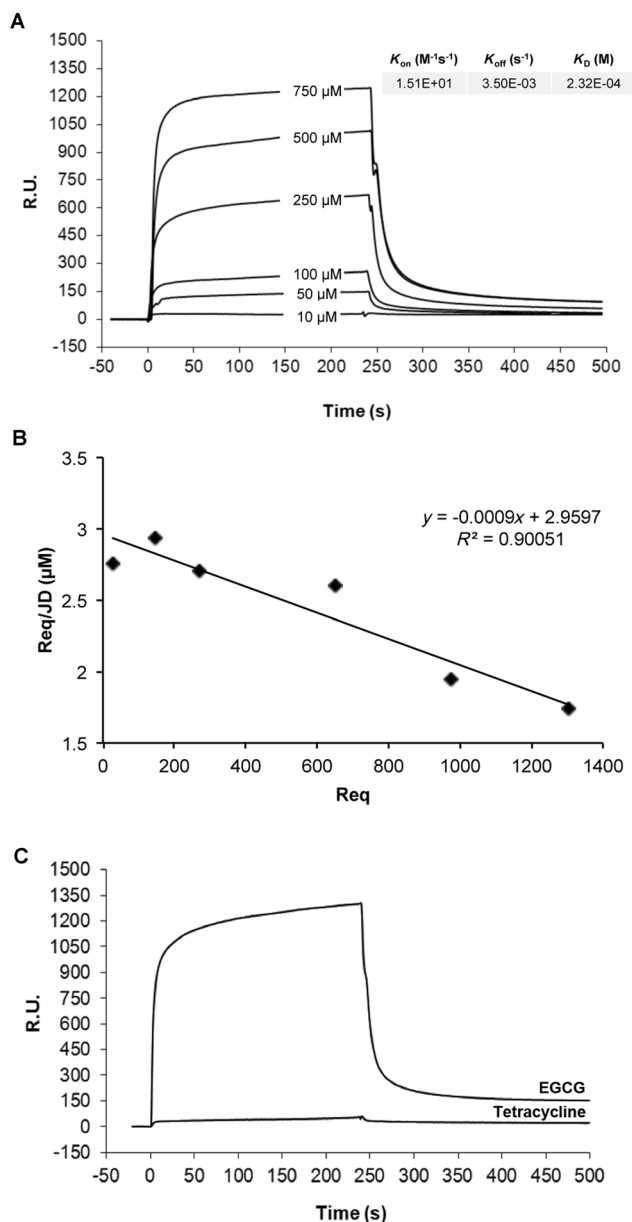 A
1500
1350
1200
1050
900
750
600
450
300
150
0
-150
R.U.
Kon (M-1s-1) Koff (s-1) KD (M)
1.51E+01 3.50E-03 2.32E-04
750 µM
500 µM
250 µM
100 µM
50 µM
10 µM
-50 0 50 100 150 200 250 300 350 400 450 500
Time (s)
B
3.5
3
2.5
2
1.5
Req/JD (µM)
y = -0.0009x + 2.9597
R² = 0.90051
0 200 400 600 800 1000 1200 1400
Req
C
1500
1350
1200
1050
900
750
600
450
300
150
0
-150
R.U.
EGCG
Tetracycline
-50 0 50 100 150 200 250 300 350 400 450 500
Time (s)